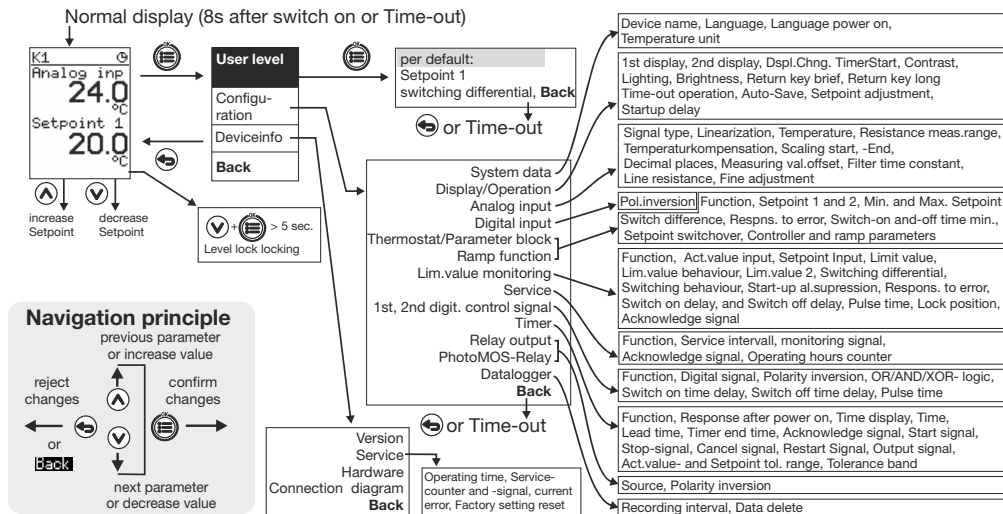 Normal display (8s after switch on or Time-out)
K1
Analog inp
24.0
°C
Setpoint 1
20.0
°C
increase
Setpoint
decrease
Setpoint
OK
User level
Configu-
ration
Deviceinfo
Back
OK
per default:
Setpoint 1
switching differential, Back
or Time-out
+ OK > 5 sec.
Level lock locking
System data
Display/Operation
Analog input
Digital input
Thermostat/Parameter block
Ramp function
Lim.value monitoring
Service
1st, 2nd digit. control signal
Timer
Relay output
PhotoMOS-Relay
Datalogger
Back
or Time-out
Device name, Language, Language power on,
Temperature unit
1st display, 2nd display, Dspl.Chng. TimerStart, Contrast,
Lighting, Brightness, Return key brief, Return key long
Time-out operation, Auto-Save, Setpoint adjustment,
Startup delay
Signal type, Linearization, Temperature, Resistance meas.range,
Temperaturkompensation, Scaling start, -End,
Decimal places, Measuring val.offset, Filter time constant,
Line resistance, Fine adjustment
Pol.inversion
Function, Setpoint 1 and 2, Min. and Max. Setpoint
Switch difference, Respns. to error, Switch-on and-off time min.,
Setpoint switchover, Controller and ramp parameters
Function, Act.value input, Setpoint Input, Limit value,
Lim.value behaviour, Lim.value 2, Switching differential,
Switching behaviour, Start-up al.supression, Respons. to error,
Switch on delay, and Switch off delay, Pulse time, Lock position,
Acknowledge signal
Function, Service intervall, monitoring signal,
Acknowledge signal, Operating hours counter
Function, Digital signal, Polarity inversion, OR/AND/XOR- logic,
Switch on time delay, Switch off time delay, Pulse time
Function, Response after power on, Time display, Time,
Lead time, Timer end time, Acknowledge signal, Start signal,
Stop-signal, Cancel signal, Restart Signal, Output signal,
Act.value- and Setpoint tol. range, Tolerance band
Source, Polarity inversion
Recording interval, Data delete
Navigation principle
previous parameter
or increase value
reject
changes
or
Back
OK
confirm
changes
next parameter
or decrease value
Version
Service
Hardware
Connection diagram
Back
Operating time, Service-
counter and -signal, current
error, Factory setting reset